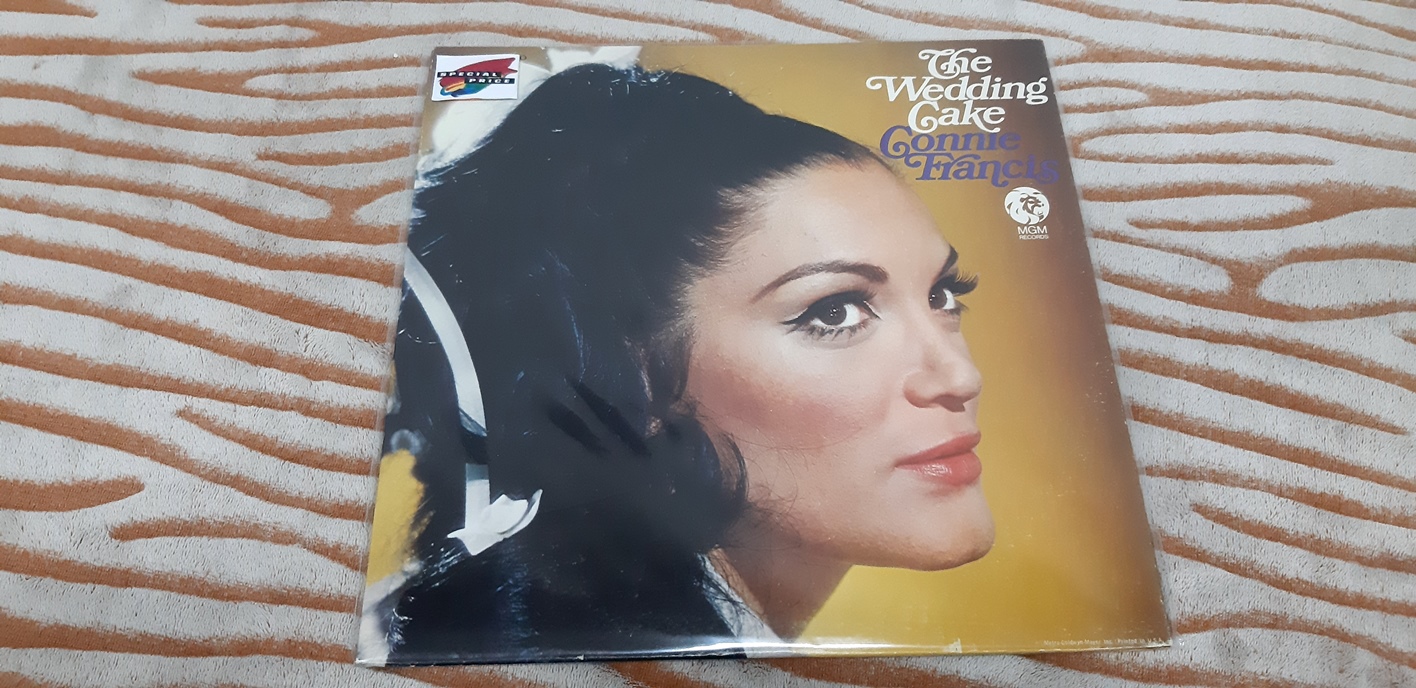 SPECIAL
PRICE
The
Wedding
Cake
Connie
Francis
MGM
RECORDS
Metro-Goldwyn-Mayer, Inc. · Printed in U.S.A.